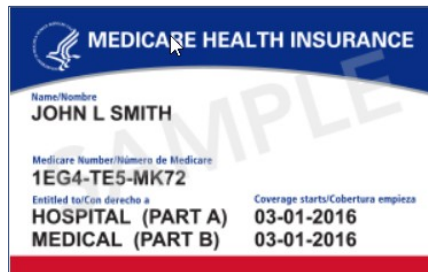 MEDICARE HEALTH INSURANCE
Name/Nombre
JOHN L SMITH
Medicare Number/Número de Medicare
1EG4-TE5-MK72
Entitled to/Con derecho a Coverage starts/Cobertura empieza
HOSPITAL (PART A) 03-01-2016
MEDICAL (PART B) 03-01-2016
SAMPLE